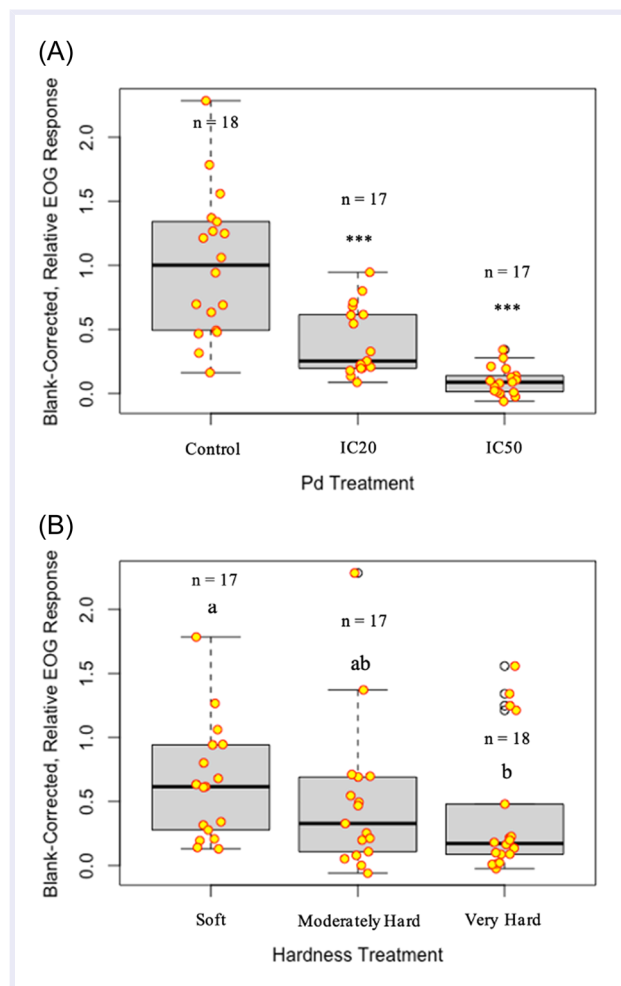 (A)
Blank-Corrected, Relative EOG Response
2.0
1.5
1.0
0.5
0.0
n = 18
n = 17
***
n = 17
***
Control IC20 IC50
Pd Treatment
(B)
Blank-Corrected, Relative EOG Response
2.0
1.5
1.0
0.5
0.0
n = 17
a
n = 17
ab
n = 18
b
Soft Moderately Hard Very Hard
Hardness Treatment